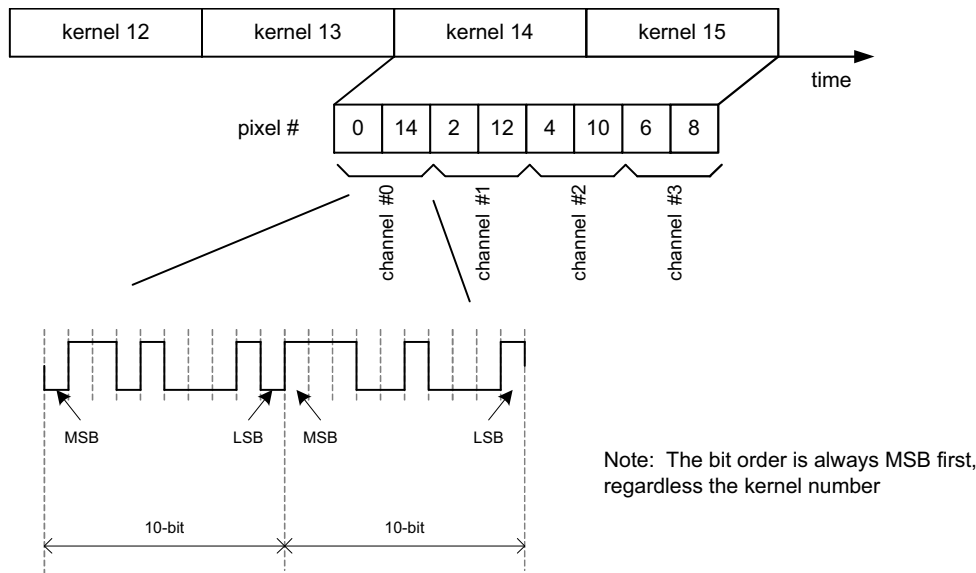 kernel 12 kernel 13 kernel 14 kernel 15
time
pixel # 0 14 2 12 4 10 6 8
channel #0 channel #1 channel #2 channel #3
MSB LSB MSB LSB
Note: The bit order is always MSB first,
regardless the kernel number
10-bit 10-bit